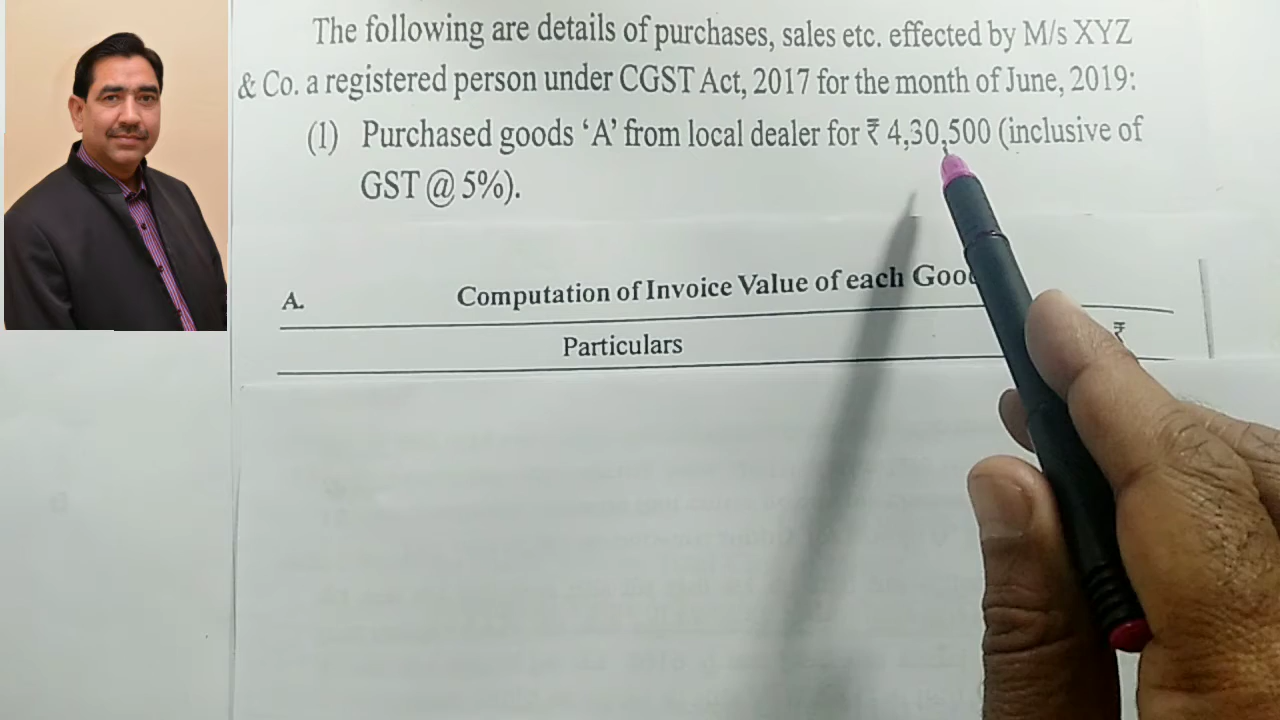 The following are details of purchases, sales etc. effected by M/s XYZ
& Co. a registered person under CGST Act, 2017 for the month of June, 2019:
(1) Purchased goods ‘A’ from local dealer for ₹ 4,30,500 (inclusive of
GST @ 5%).
A. Computation of Invoice Value of each
Particulars ₹